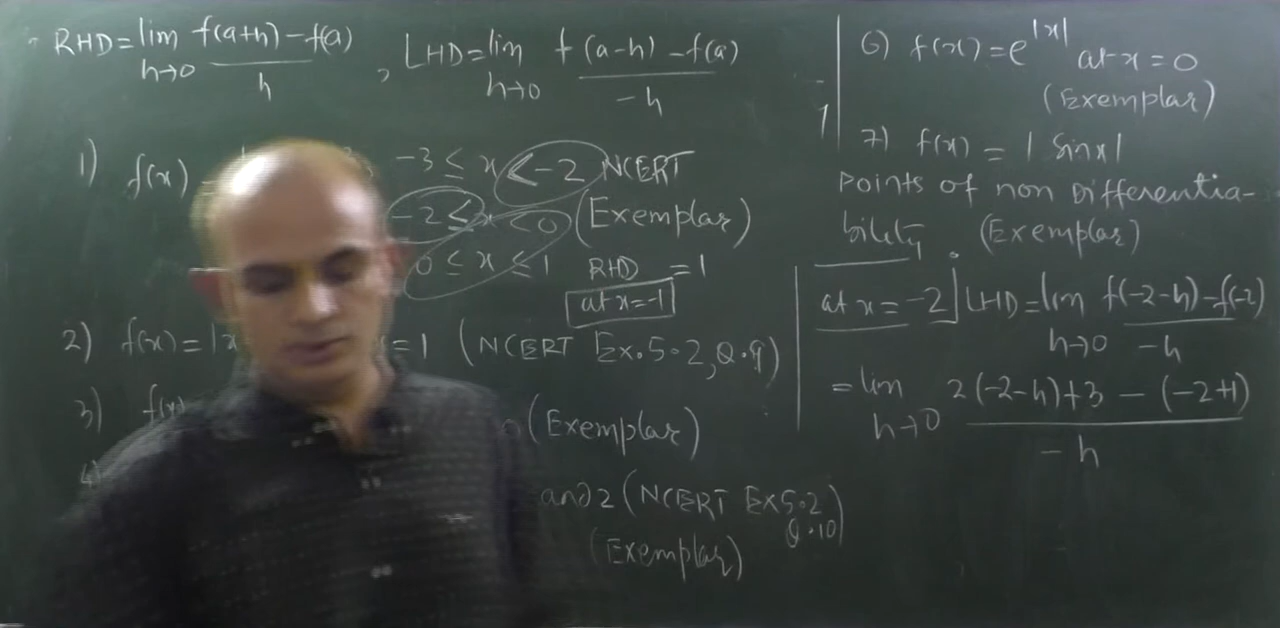 RHD = lim h→0 f(a+h) - f(a) / h , LHD = lim h→0 f(a-h) - f(a) / -h
1) f(x) = -3 ≤ x < -2 NCERT
-2 ≤ x < 0 (Exemplar)
0 ≤ x ≤ 1 RHD = 1
at x = -1
2) f(x) = |x = 1 (NCERT Ex. 5.2, Q.9)
3) f(x) (Exemplar)
4) and 2 (NCERT Ex 5.2 Q.10)
(Exemplar)
6) f(x) = e^|x| at x = 0
(Exemplar)
7) f(x) = | sinx |
points of non Differentia-
bility (Exemplar)
at x = -2] LHD = lim h→0 f(-2-h) - f(-2) / -h
= lim h→0 2(-2-h)+3 - (-2+1) / -h